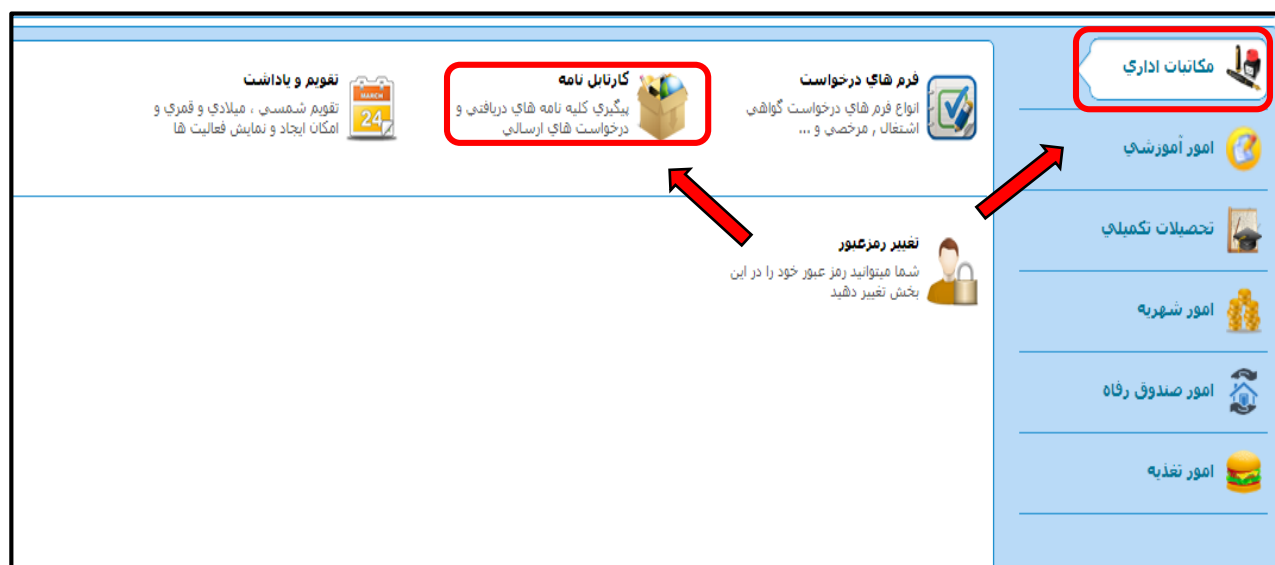 مکاتبات اداري
امور آموزشي
تحصيلات تکميلي
امور شهريه
امور صندوق رفاه
امور تغذيه
فرم هاي درخواست
انواع فرم هاي درخواست گواهي
اشتغال , مرخصي و ...
کارتابل نامه
پيگيري کليه نامه هاي دريافتي و
درخواست هاي ارسالي
تقويم و ياداشت
تقويم شمسي ، ميلادي و قمري و
امکان ايجاد و نمايش فعاليت ها
MARCH
24
تغيير رمزعبور
شما ميتوانيد رمز عبور خود را در اين
بخش تغيير دهيد